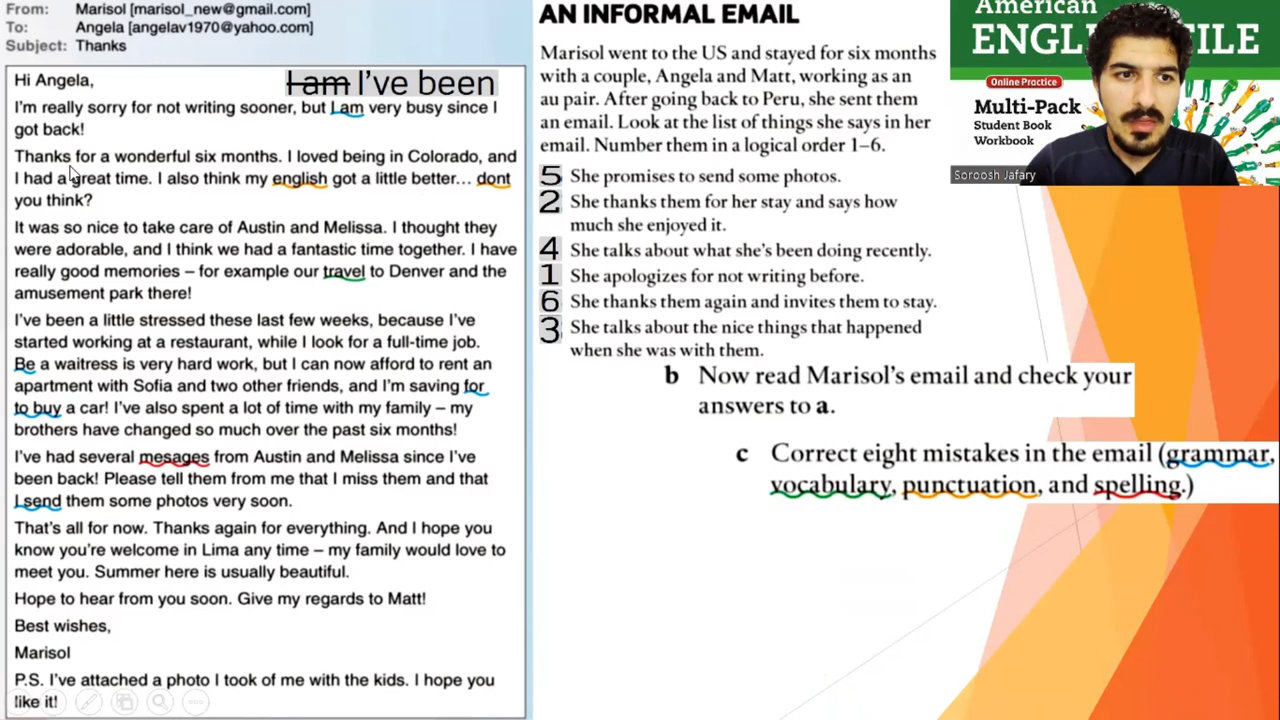 From: Marisol [marisol_new@gmail.com]
To: Angela [angelav1970@yahoo.com]
Subject: Thanks
Hi Angela,
I am I've been
I'm really sorry for not writing sooner, but I am very busy since I
got back!
Thanks for a wonderful six months. I loved being in Colorado, and
I had a great time. I also think my english got a little better... dont
you think?
It was so nice to take care of Austin and Melissa. I thought they
were adorable, and I think we had a fantastic time together. I have
really good memories – for example our travel to Denver and the
amusement park there!
I've been a little stressed these last few weeks, because I've
started working at a restaurant, while I look for a full-time job.
Be a waitress is very hard work, but I can now afford to rent an
apartment with Sofia and two other friends, and I'm saving for
to buy a car! I've also spent a lot of time with my family – my
brothers have changed so much over the past six months!
I've had several mesages from Austin and Melissa since I've
been back! Please tell them from me that I miss them and that
I send them some photos very soon.
That's all for now. Thanks again for everything. And I hope you
know you're welcome in Lima any time – my family would love to
meet you. Summer here is usually beautiful.
Hope to hear from you soon. Give my regards to Matt!
Best wishes,
Marisol
P.S. I've attached a photo I took of me with the kids. I hope you
like it!
AN INFORMAL EMAIL
Marisol went to the US and stayed for six months
with a couple, Angela and Matt, working as an
au pair. After going back to Peru, she sent them
an email. Look at the list of things she says in her
email. Number them in a logical order 1–6.
5 She promises to send some photos.
2 She thanks them for her stay and says how
much she enjoyed it.
4 She talks about what she's been doing recently.
1 She apologizes for not writing before.
6 She thanks them again and invites them to stay.
3 She talks about the nice things that happened
when she was with them.
b Now read Marisol's email and check your
answers to a.
c Correct eight mistakes in the email (grammar,
vocabulary, punctuation, and spelling.)
American
Online Practice
Multi-Pack
Student Book
Workbook
Soroosh Jafary